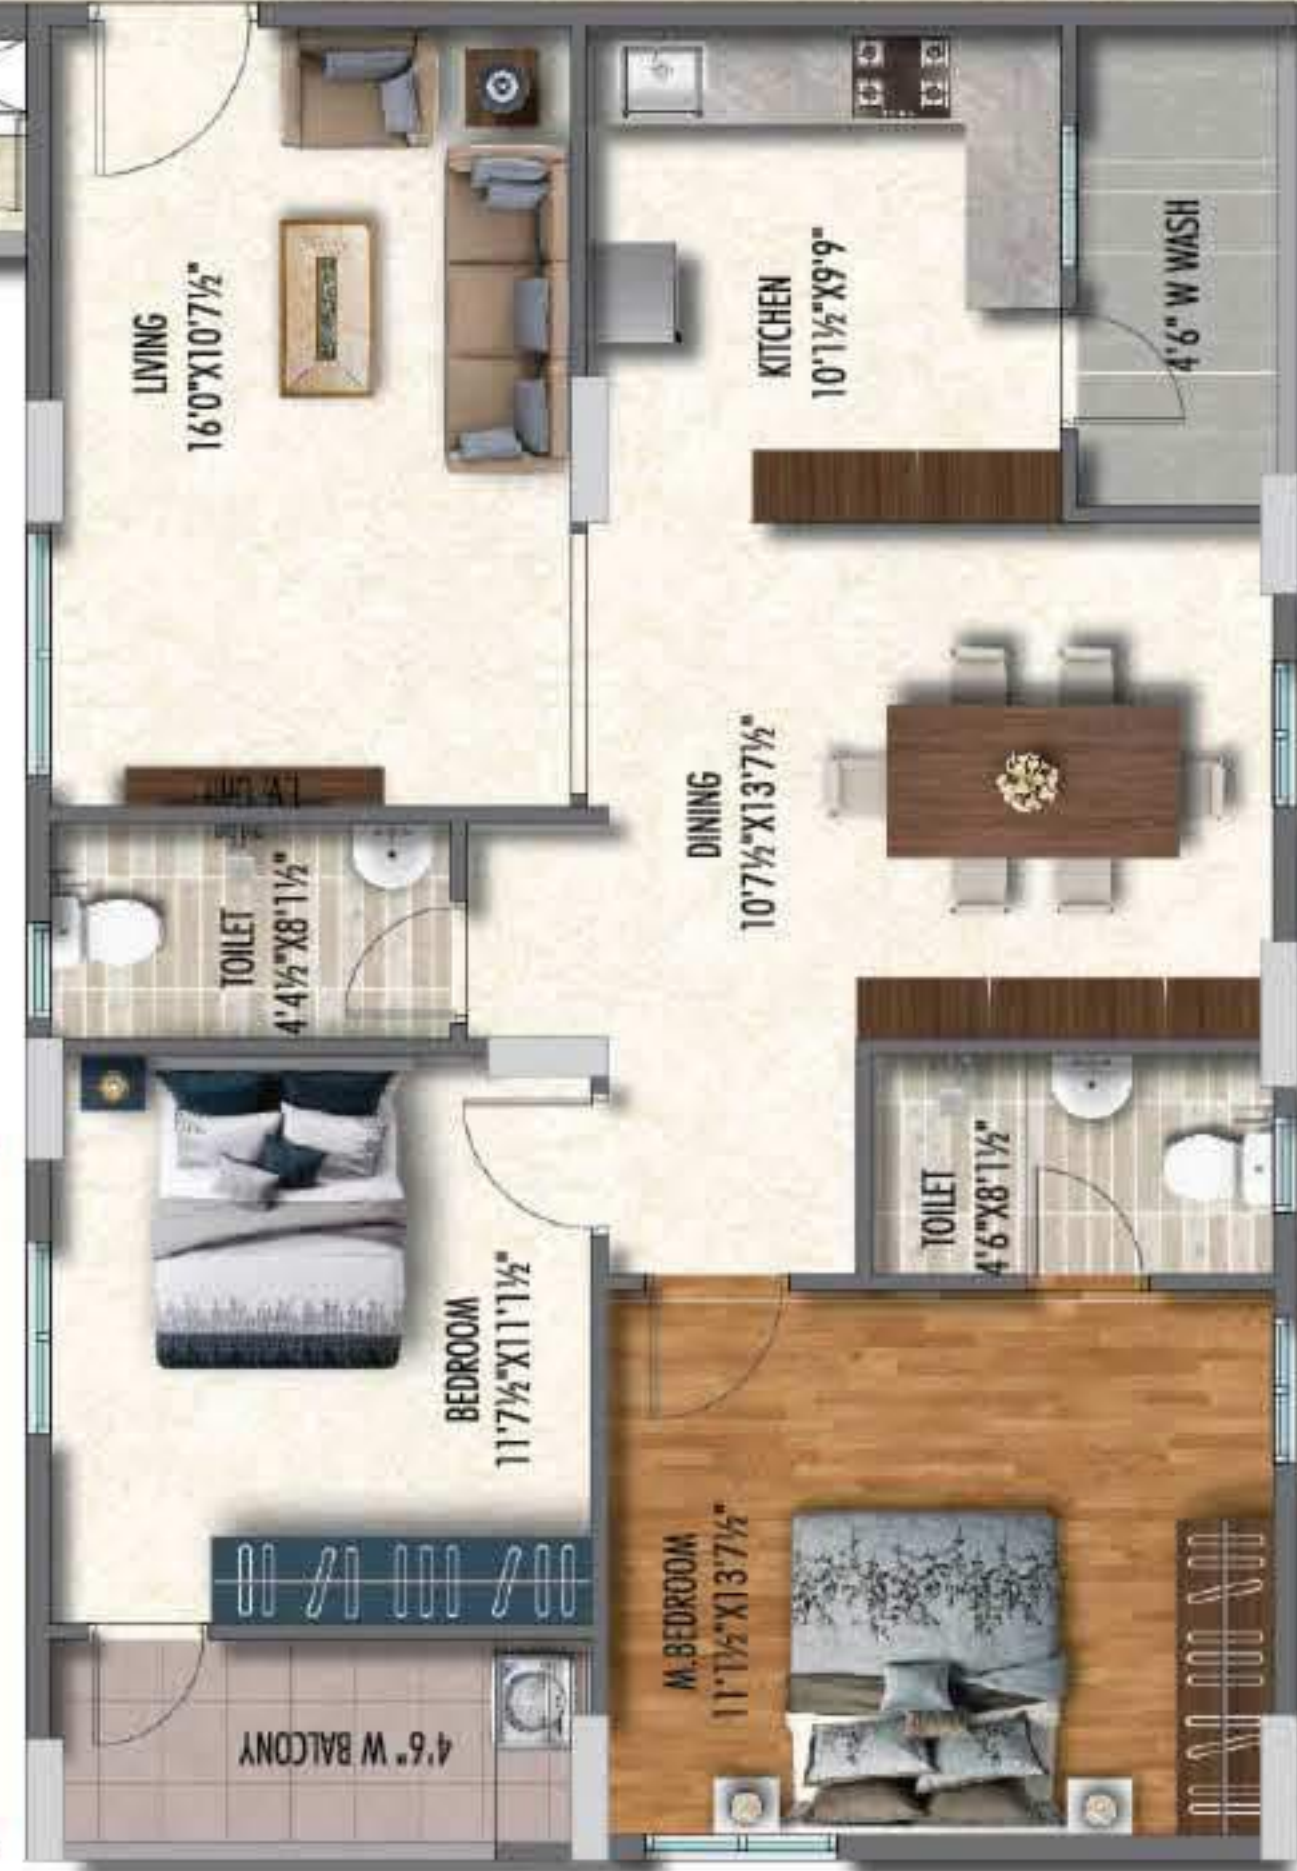 LIVING
16'0"X10'7½"
KITCHEN
10'1½"X9'9"
4'6" W WASH
DINING
10'7½"X13'7½"
T.V. UNIT
TOILET
4'4½"X8'1½"
TOILET
4'6"X8'1½"
BEDROOM
11'7½"X11'1½"
M.BEDROOM
11'1½"X13'7½"
4'6" W BALCONY